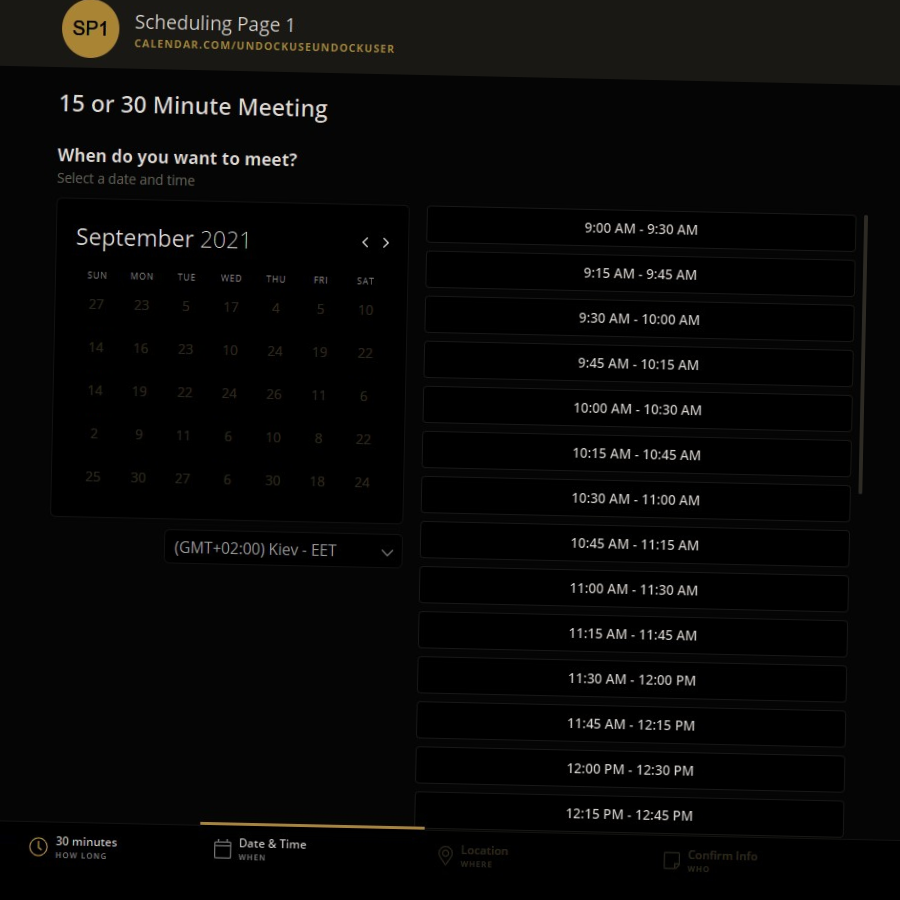 SP1
Scheduling Page 1
CALENDAR.COM/UNDOCKUSEUNDOCKUSER
15 or 30 Minute Meeting
When do you want to meet?
Select a date and time
September 2021
SUN MON TUE WED THU FRI SAT
27 23 5 17 4 5 10
14 16 23 10 24 19 22
14 19 22 24 26 11 6
2 9 11 6 10 8 22
25 30 27 6 30 18 24
(GMT+02:00) Kiev - EET
9:00 AM - 9:30 AM
9:15 AM - 9:45 AM
9:30 AM - 10:00 AM
9:45 AM - 10:15 AM
10:00 AM - 10:30 AM
10:15 AM - 10:45 AM
10:30 AM - 11:00 AM
10:45 AM - 11:15 AM
11:00 AM - 11:30 AM
11:15 AM - 11:45 AM
11:30 AM - 12:00 PM
11:45 AM - 12:15 PM
12:00 PM - 12:30 PM
12:15 PM - 12:45 PM
30 minutes
HOW LONG
Date & Time
WHEN
Location
WHERE
Confirm Info
WHO